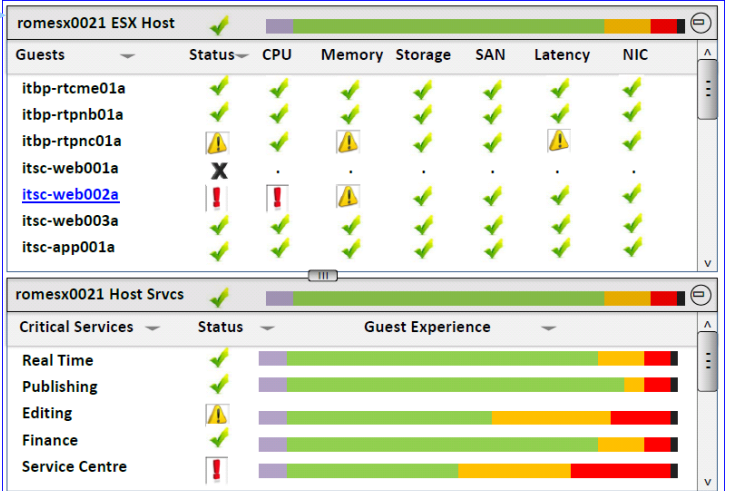 romesx0021 ESX Host
Guests Status CPU Memory Storage SAN Latency NIC
itbp-rtcme01a
itbp-rtpnb01a
itbp-rtpnc01a
itsc-web001a
itsc-web002a
itsc-web003a
itsc-app001a
romesx0021 Host Srvcs
Critical Services Status Guest Experience
Real Time
Publishing
Editing
Finance
Service Centre